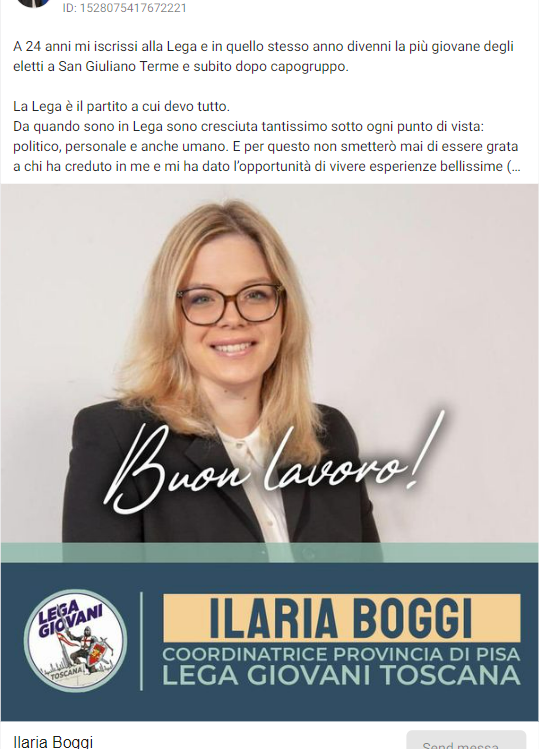 ID: 1528075417672221
A 24 anni mi iscrissi alla Lega e in quello stesso anno divenni la più giovane degli
eletti a San Giuliano Terme e subito dopo capogruppo.
La Lega è il partito a cui devo tutto.
Da quando sono in Lega sono cresciuta tantissimo sotto ogni punto di vista:
politico, personale e anche umano. E per questo non smetterò mai di essere grata
a chi ha creduto in me e mi ha dato l’opportunità di vivere esperienze bellissime (...
Buon lavoro!
LEGA
GIOVANI
TOSCANA
ILARIA BOGGI
COORDINATRICE PROVINCIA DI PISA
LEGA GIOVANI TOSCANA
Ilaria Boggi
Send messa...